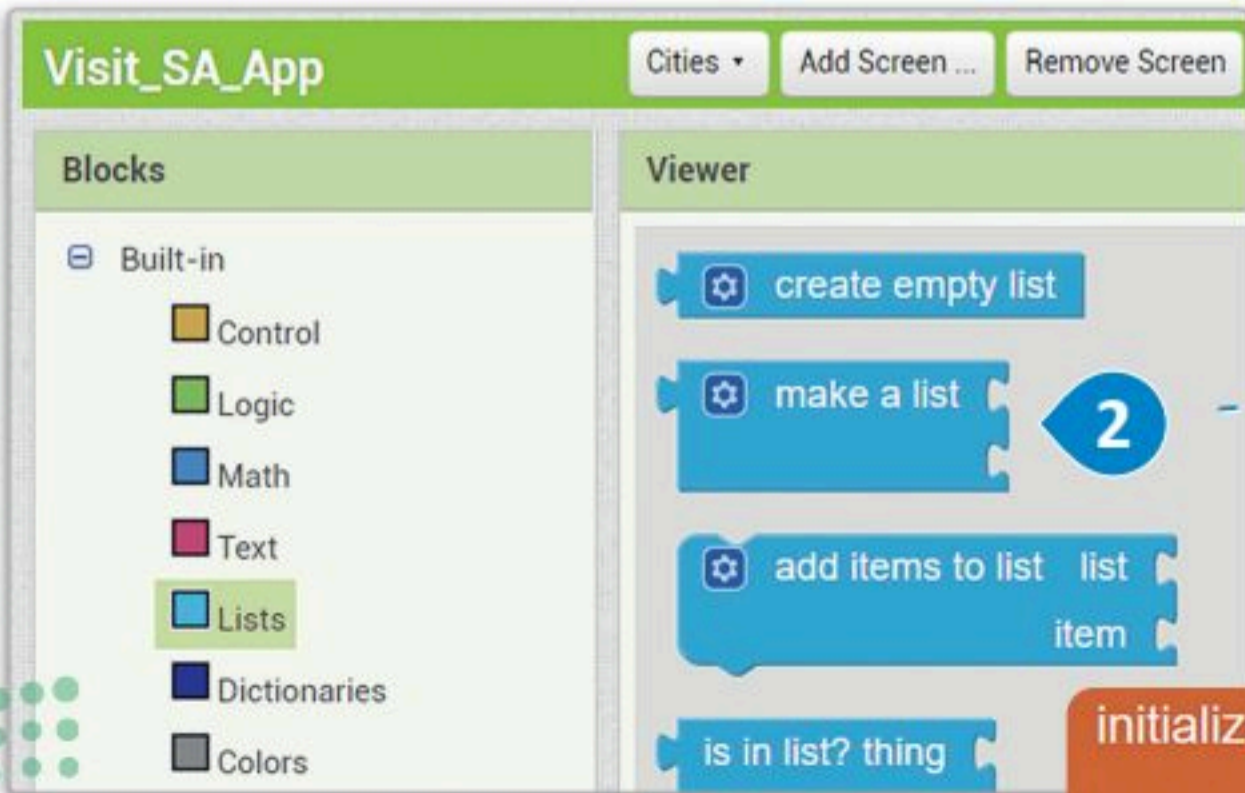 Visit_SA_App
Cities
Add Screen ...
Remove Screen
Blocks
Viewer
Built-in
Control
Logic
Math
Text
Lists
Dictionaries
Colors
create empty list
make a list
2
add items to list list
item
is in list? thing
initializ